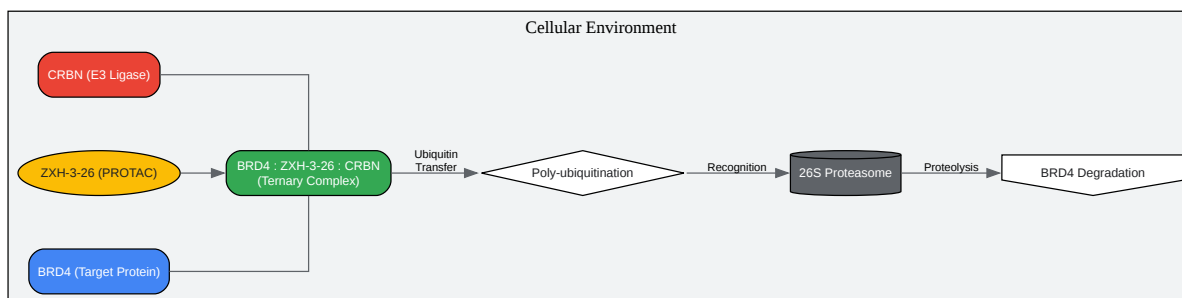 Cellular Environment
CRBN (E3 Ligase)
ZXH-3-26 (PROTAC)
BRD4 (Target Protein)
BRD4 : ZXH-3-26 : CRBN
(Ternary Complex)
Ubiquitin
Transfer
Poly-ubiquitination
Recognition
26S Proteasome
Proteolysis
BRD4 Degradation